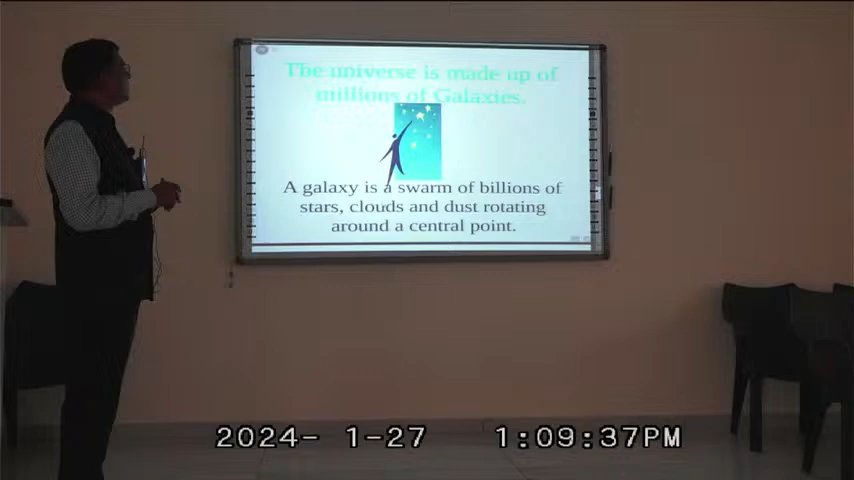 The universe is made up of
millions of Galaxies.
A galaxy is a swarm of billions of
stars, clouds and dust rotating
around a central point.
2024- 1-27 1:09:37PM